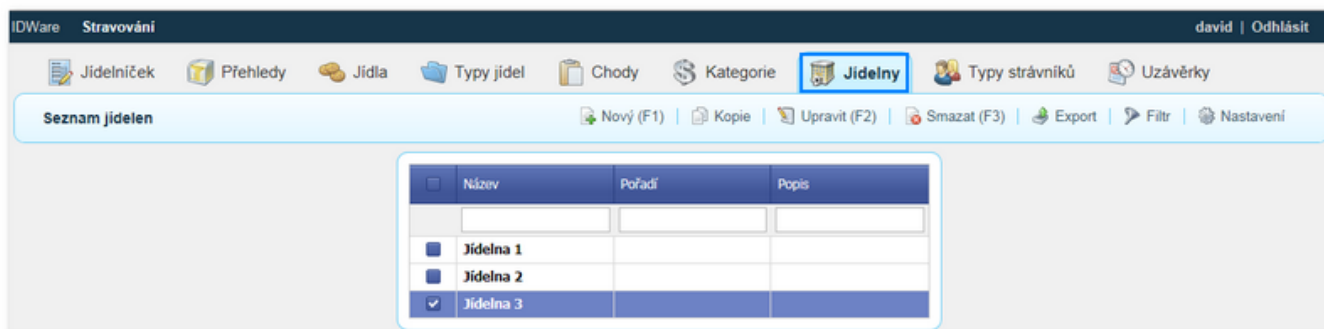 IDWare Stravování david | Odhlásit
Jídelníček Přehledy Jídla Typy jídel Chody Kategorie Jídelny Typy strávníků Uzávěrky
Seznam jídelen Nový (F1) | Kopie | Upravit (F2) | Smazat (F3) | Export | Filtr | Nastavení
Název Pořadí Popis
Jídelna 1
Jídelna 2
Jídelna 3